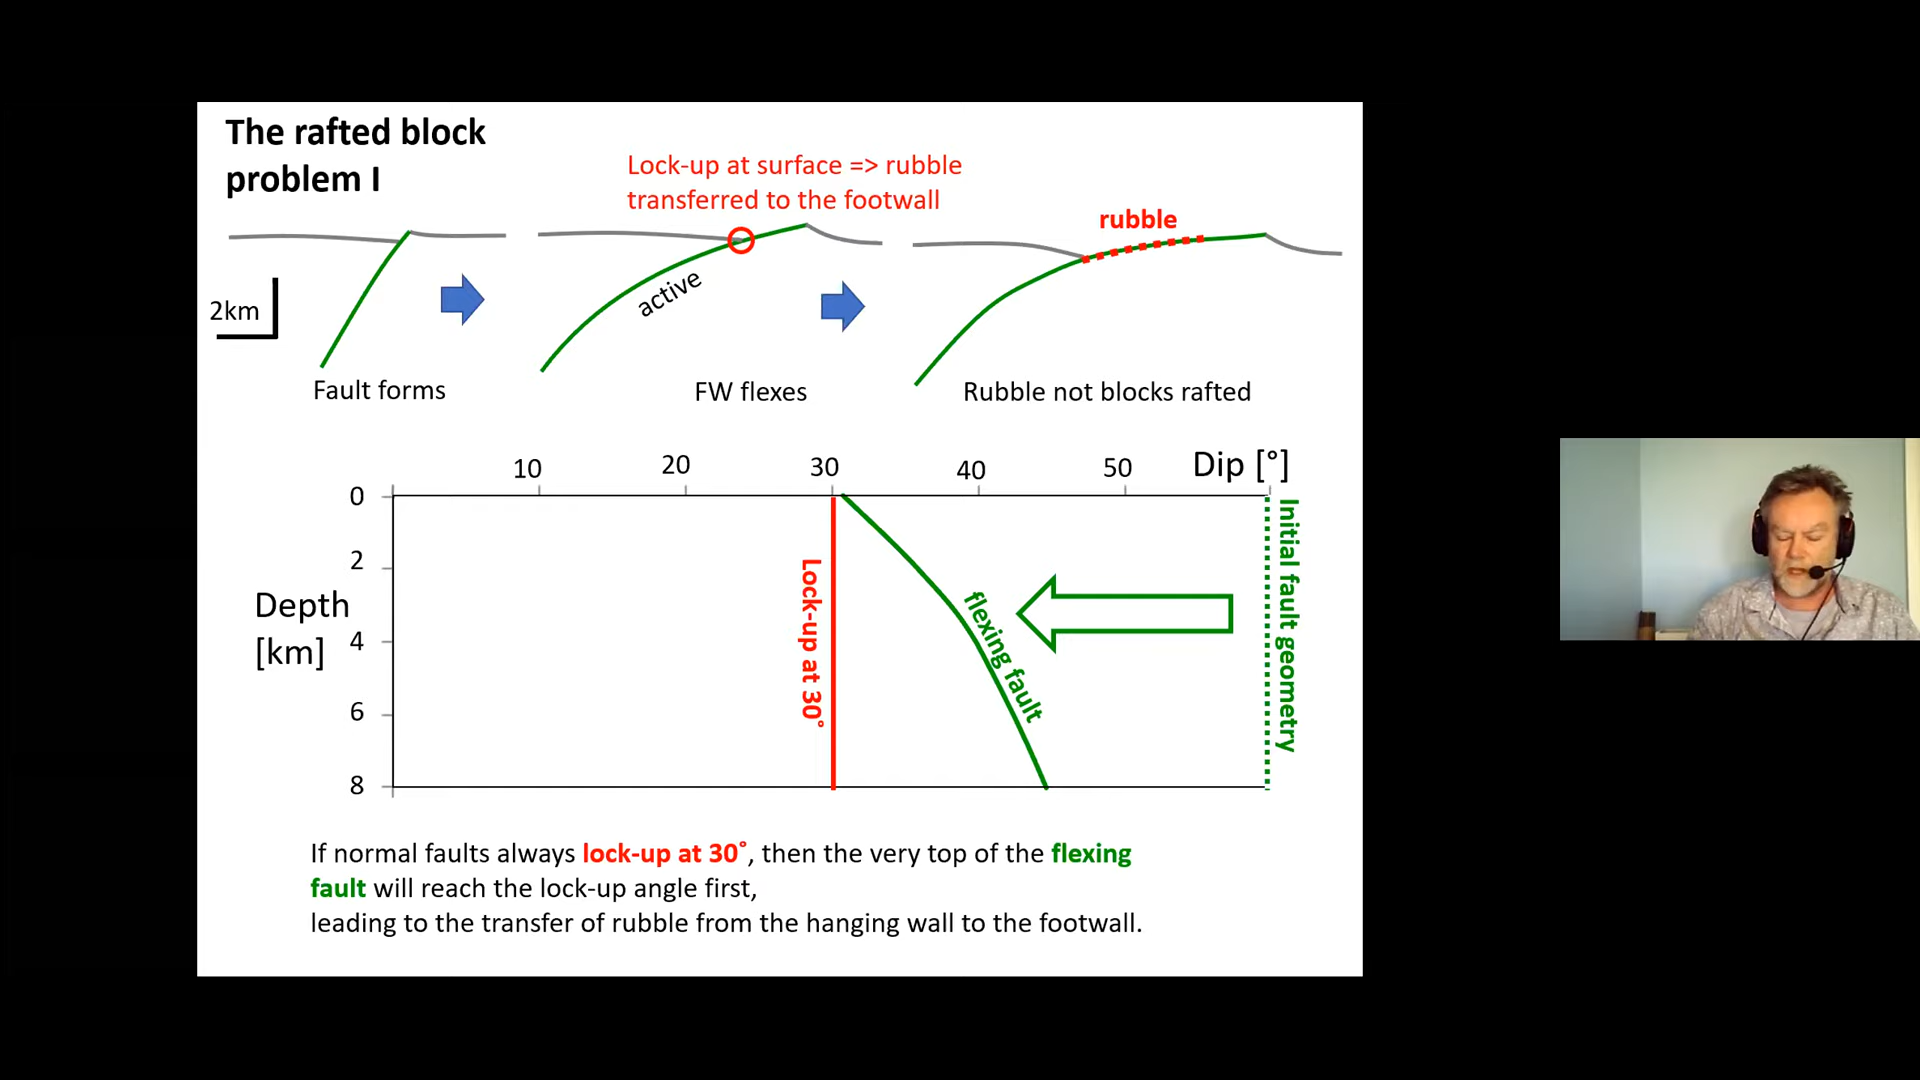 The rafted block
problem I
Lock-up at surface => rubble
transferred to the footwall
rubble
active
2km
Fault forms
FW flexes
Rubble not blocks rafted
10
20
30
40
50
Dip [°]
0
2
4
6
8
Depth
[km]
Lock-up at 30°
flexing fault
Initial fault geometry
If normal faults always lock-up at 30°, then the very top of the flexing
fault will reach the lock-up angle first,
leading to the transfer of rubble from the hanging wall to the footwall.